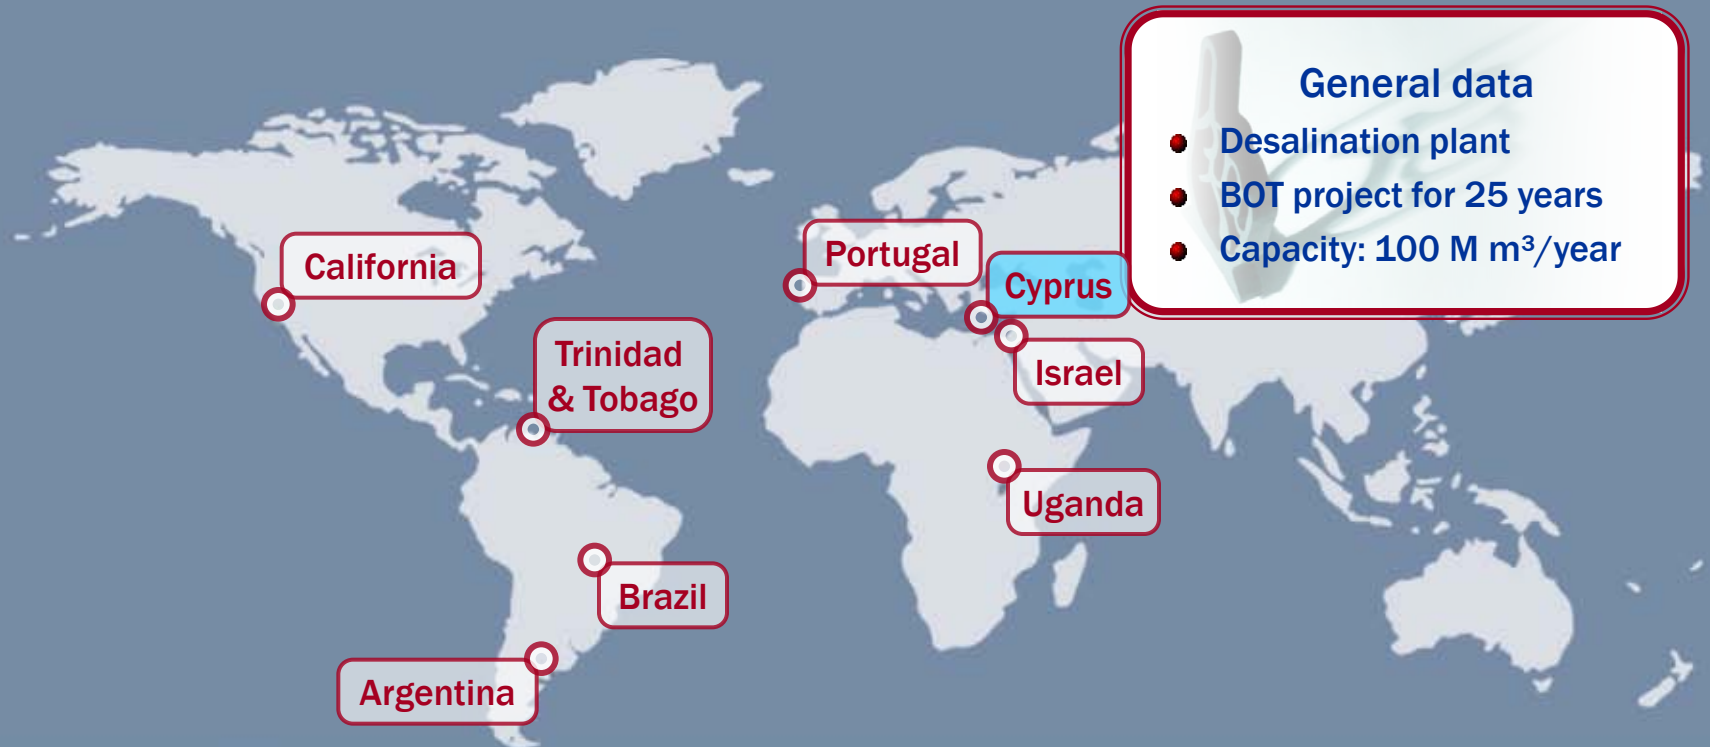 General data
Desalination plant
BOT project for 25 years
Capacity: 100 M m³/year
California
Portugal
Cyprus
Trinidad
& Tobago
Israel
Uganda
Brazil
Argentina